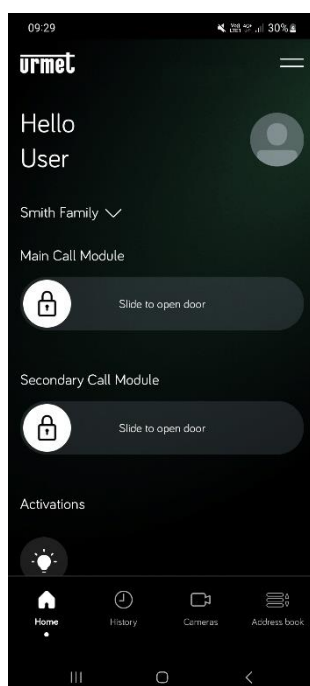 09:29
30%
urmet
Hello
User
Smith Family
Main Call Module
Slide to open door
Secondary Call Module
Slide to open door
Activations
Home
History
Cameras
Address book